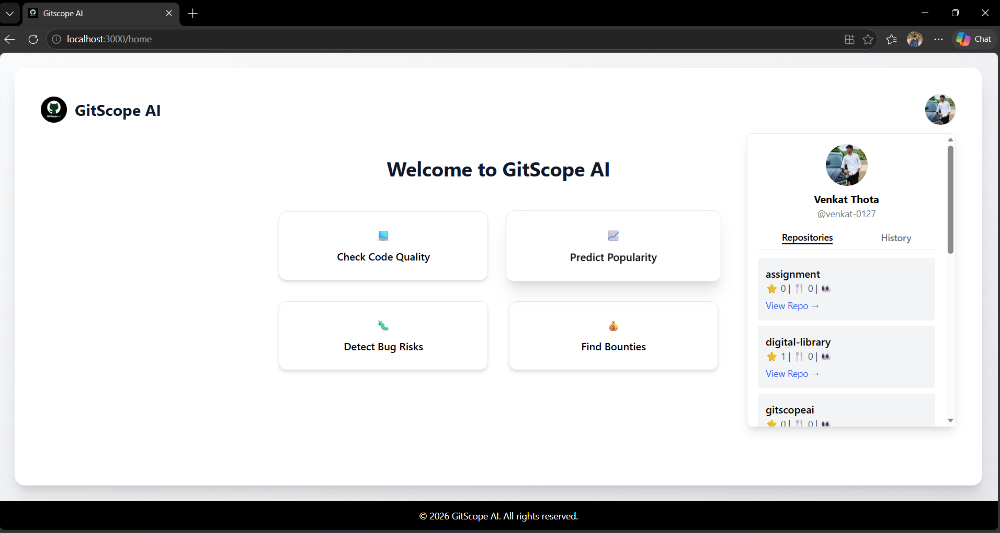 Gitscope AI
localhost:3000/home
Chat
GitScope AI
Welcome to GitScope AI
Check Code Quality
Predict Popularity
Detect Bug Risks
Find Bounties
Venkat Thota
@venkat-0127
Repositories
History
assignment
⭐ 0 | 🍴 0 | 👀
View Repo →
digital-library
⭐ 1 | 🍴 0 | 👀
View Repo →
gitscopeai
⭐ 0 | 🍴 0 | 👀
© 2026 GitScope AI. All rights reserved.